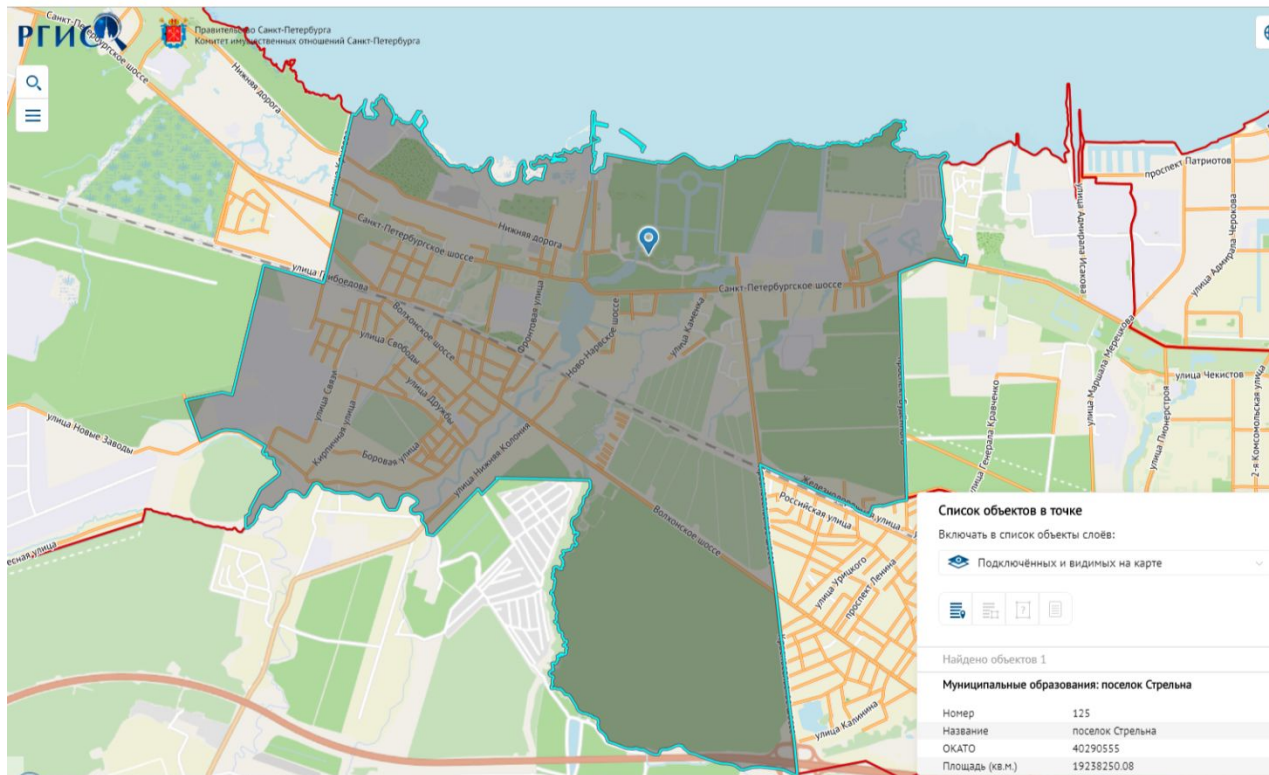 РГИС
Правительство Санкт-Петербурга
Комитет имущественных отношений Санкт-Петербурга
Санкт-Петербургское шоссе
Нижняя дорога
проспект Патриотов
улица Адмирала Исакова
улица Адмирала Черокова
Санкт-Петербургское шоссе
Нижняя дорога
улица Грибоедова
Санкт-Петербургское шоссе
Волхонское шоссе
Фронтовая улица
Ново-Нарвское шоссе
улица Каменка
улица Маршала Мерецкова
улица Свободы
улица Чекистов
улица Связи
улица Дружбы
улица Генерала Кравченко
улица Пионерстроя
2-я Комсомольская улица
улица Новые Заводы
Кирпичная улица
Боровая улица
улица Нижняя Колония
Железнодорожная улица
Российская улица
Волхонское шоссе
улица Урицкого
проспект Ленина
улица Калинина
Список объектов в точке
Включать в список объекты слоёв:
Подключённых и видимых на карте
Найдено объектов 1
Муниципальные образования: поселок Стрельна
Номер 125
Название поселок Стрельна
ОКАТО 40290555
Площадь (кв.м.) 19238250.08